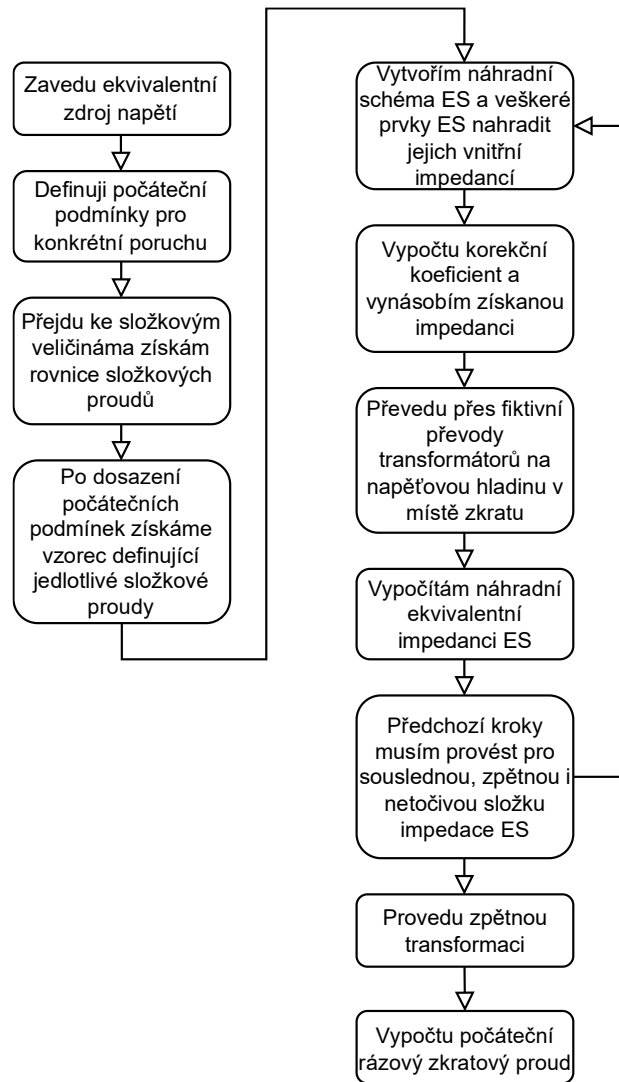 Zavedu ekvivalentní
zdroj napětí
Definuji počáteční
podmínky pro
konkrétní poruchu
Přejdu ke složkovým
veličináma získám
rovnice složkových
proudů
Po dosazení
počátečních
podmínek získáme
vzorec definující
jedlotlivé složkové
proudy
Vytvořím náhradní
schéma ES a veškeré
prvky ES nahradit
jejich vnitřní
impedancí
Vypočtu korekční
koeficient a
vynásobím získanou
impedanci
Převedu přes fiktivní
převody
transformátorů na
napěťovou hladinu v
místě zkratu
Vypočítám náhradní
ekvivalentní
impedanci ES
Předchozí kroky
musím provést pro
souslednou, zpětnou i
netočivou složku
impedace ES
Provedu zpětnou
transformaci
Vypočtu počáteční
rázový zkratový proud